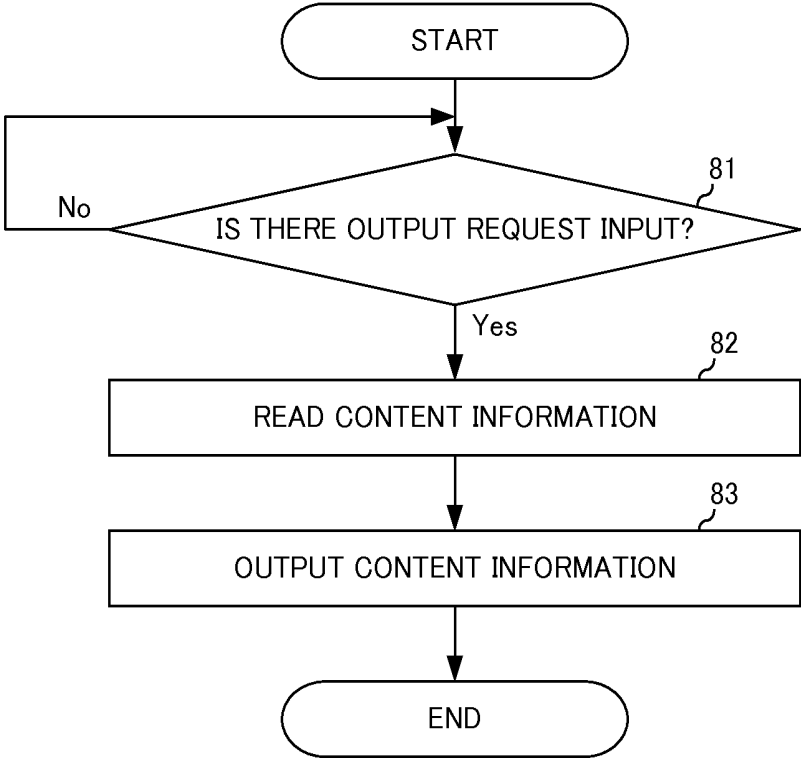 START
81
No
IS THERE OUTPUT REQUEST INPUT?
Yes
82
READ CONTENT INFORMATION
83
OUTPUT CONTENT INFORMATION
END